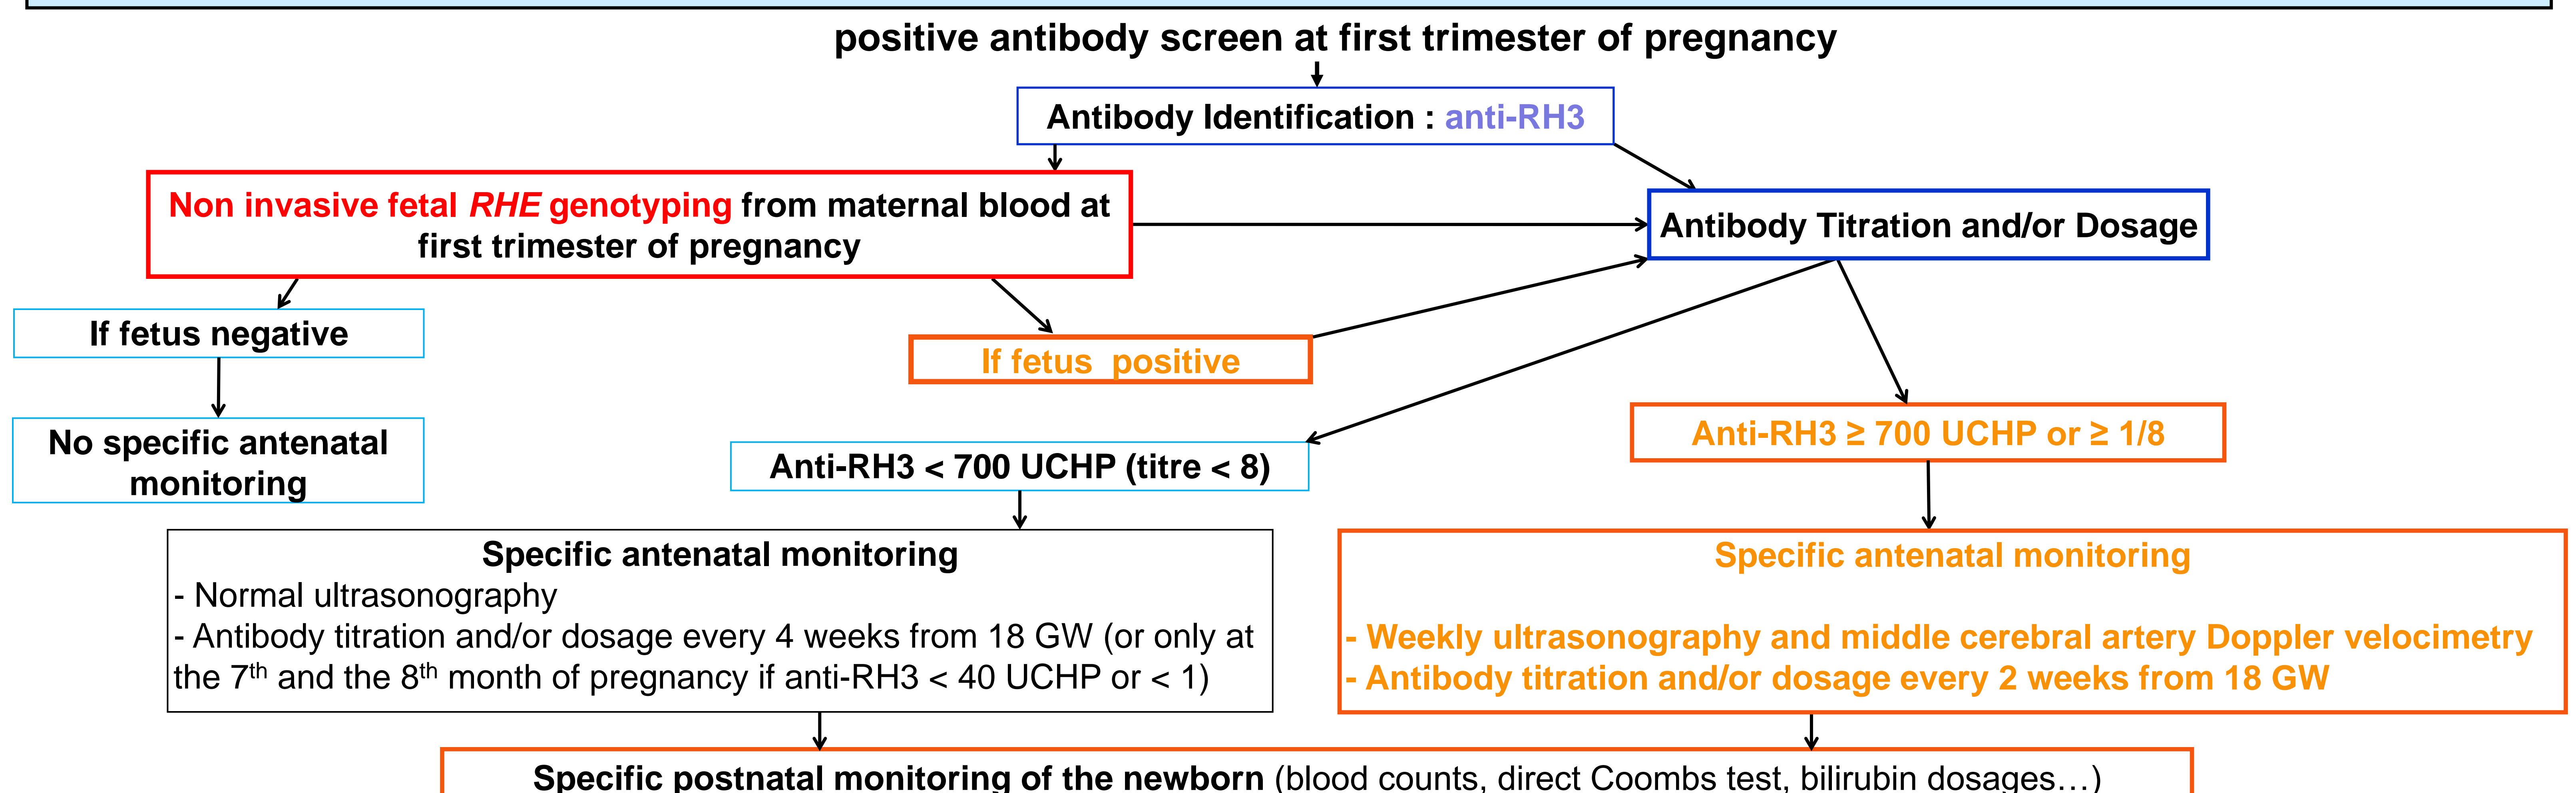 positive antibody screen at first trimester of pregnancy
Antibody Identification : anti-RH3
Non invasive fetal RHE genotyping from maternal blood at
first trimester of pregnancy
Antibody Titration and/or Dosage
If fetus negative
If fetus positive
No specific antenatal
monitoring
Anti-RH3 < 700 UCHP (titre < 8)
Anti-RH3 ≥ 700 UCHP or ≥ 1/8
Specific antenatal monitoring
- Normal ultrasonography
- Antibody titration and/or dosage every 4 weeks from 18 GW (or only at
the 7th and the 8th month of pregnancy if anti-RH3 < 40 UCHP or < 1)
Specific antenatal monitoring
- Weekly ultrasonography and middle cerebral artery Doppler velocimetry
- Antibody titration and/or dosage every 2 weeks from 18 GW
Specific postnatal monitoring of the newborn (blood counts, direct Coombs test, bilirubin dosages…)